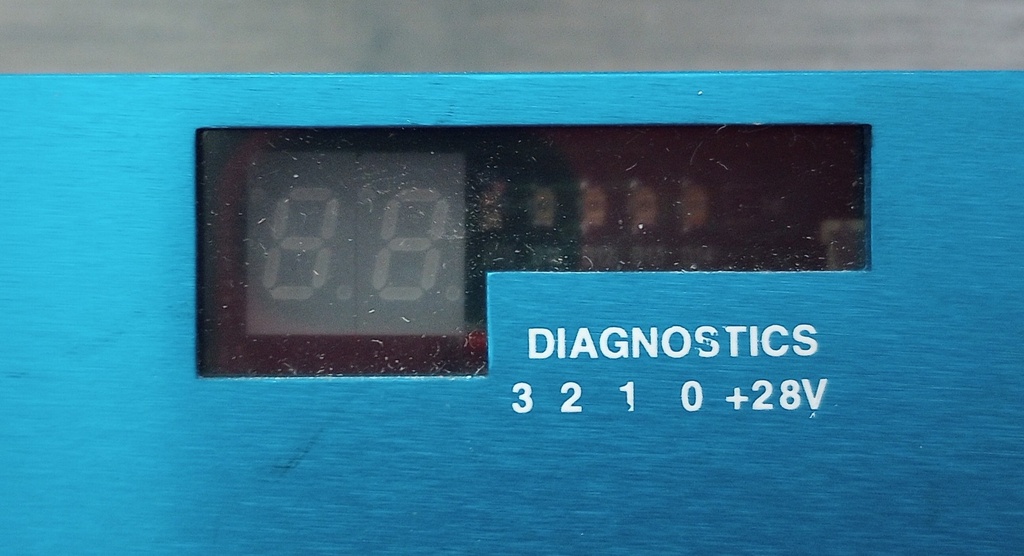 DIAGNOSTICS
3 2 1 0 +28V